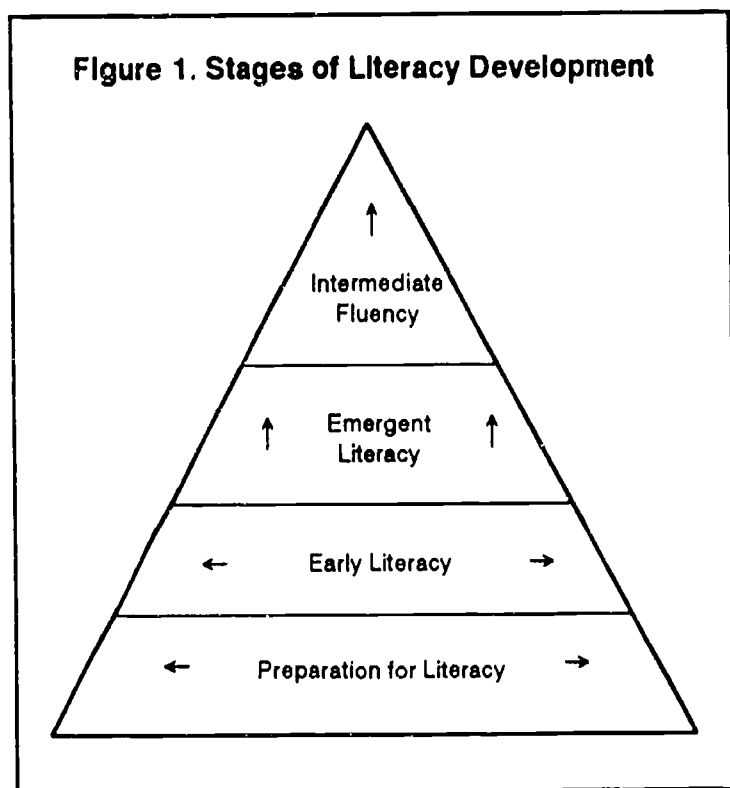 Figure 1. Stages of Literacy Development
Intermediate
Fluency
Emergent
Literacy
Early Literacy
Preparation for Literacy